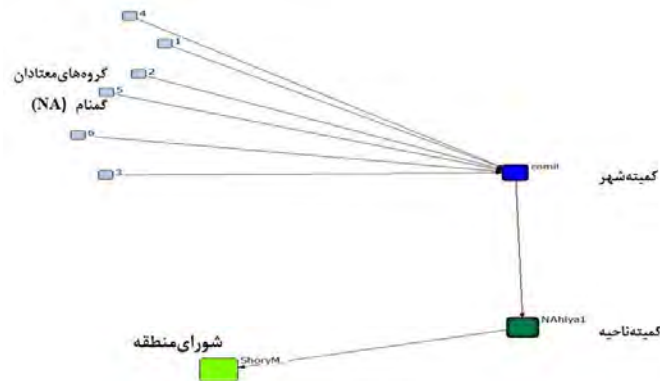 4
1
گروه‌های‌معتادان
2
5
گمنام (NA)
6
3
comit
کمیته‌شهر
NAhiya1
کمیته‌ناحیه
شورای‌منطقه
ShoryM